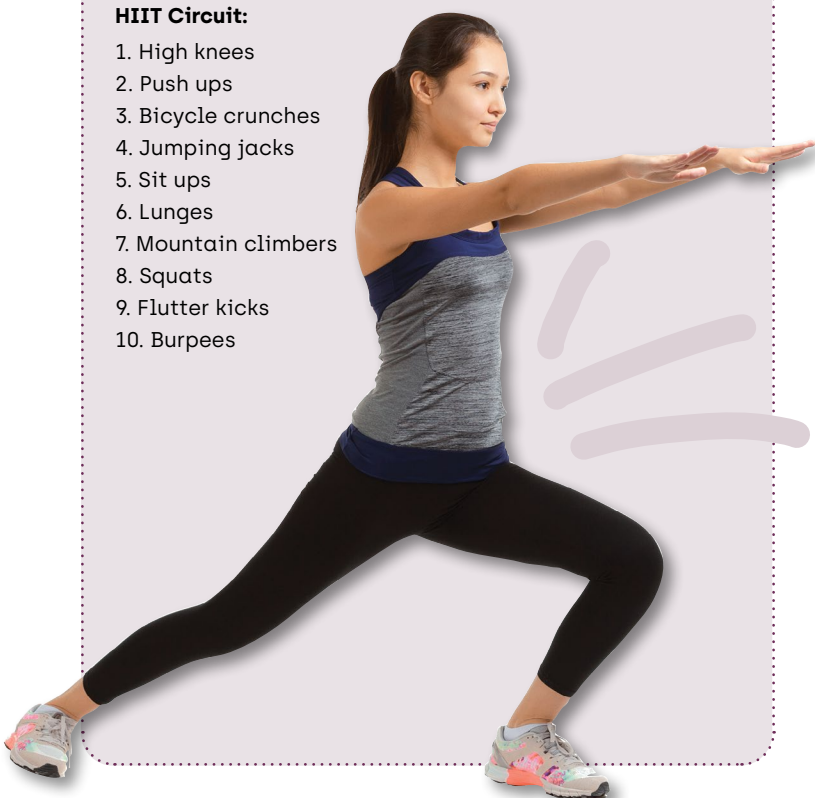 HIIT Circuit:
1. High knees
2. Push ups
3. Bicycle crunches
4. Jumping jacks
5. Sit ups
6. Lunges
7. Mountain climbers
8. Squats
9. Flutter kicks
10. Burpees